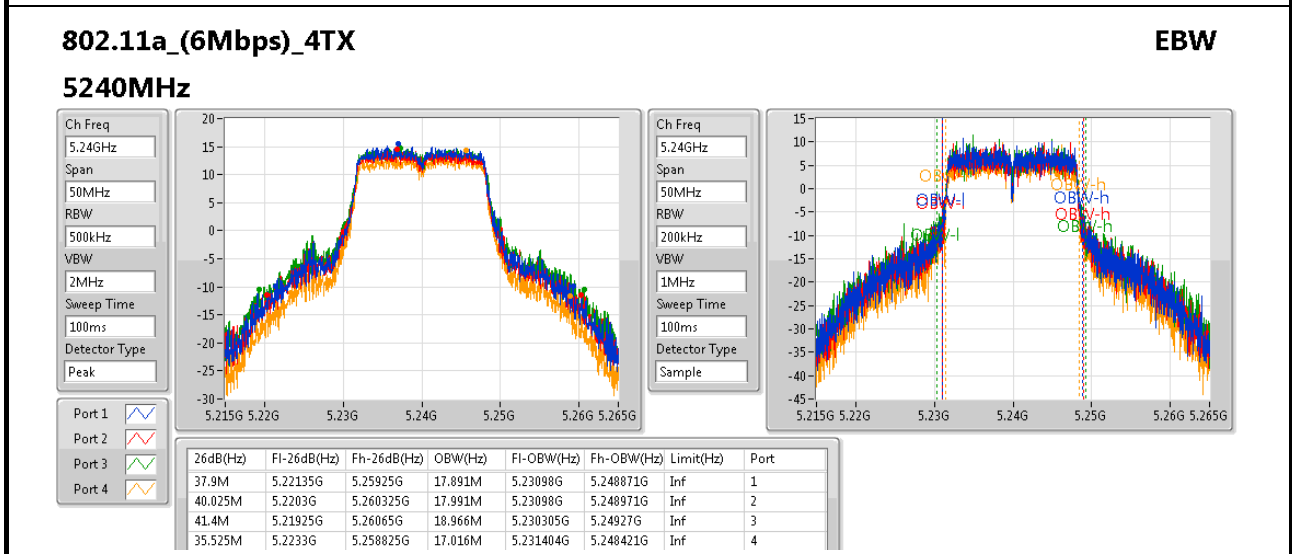 802.11a_(6Mbps)_4TX EBW
5240MHz
Ch Freq
5.24GHz
Span
50MHz
RBW
500kHz
VBW
2MHz
Sweep Time
100ms
Detector Type
Peak
20
15
10
5
0
-5
-10
-15
-20
-25
-30
5.215G 5.22G 5.23G 5.24G 5.25G 5.26G 5.265G
Ch Freq
5.24GHz
Span
50MHz
RBW
200kHz
VBW
1MHz
Sweep Time
100ms
Detector Type
Sample
15
10
5
0
-5
-10
-15
-20
-25
-30
-35
-40
-45
OBW-h
OBW-l OBW-h
OBW-l OBW-h
OBW-l OBW-h
5.215G 5.22G 5.23G 5.24G 5.25G 5.26G 5.265G
Port 1
Port 2
Port 3
Port 4
26dB(Hz) Fl-26dB(Hz) Fh-26dB(Hz) OBW(Hz) Fl-OBW(Hz) Fh-OBW(Hz) Limit(Hz) Port
37.9M 5.22135G 5.25925G 17.891M 5.23098G 5.248871G Inf 1
40.025M 5.2203G 5.260325G 17.991M 5.23098G 5.248971G Inf 2
41.4M 5.21925G 5.26065G 18.966M 5.230305G 5.24927G Inf 3
35.525M 5.2233G 5.258825G 17.016M 5.231404G 5.248421G Inf 4